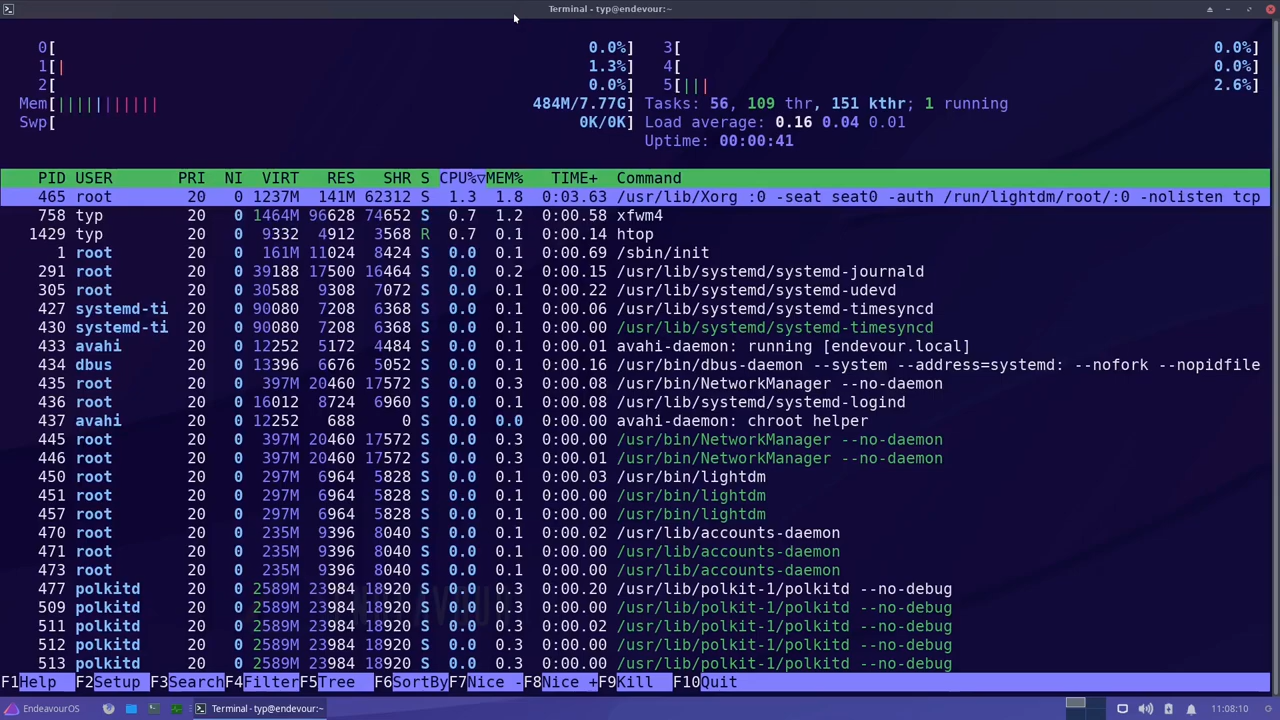 Terminal - typ@endevour:~
0[ 0.0%] 3[ 0.0%]
1[| 1.3%] 4[ 0.0%]
2[ 0.0%] 5[||| 2.6%]
Mem[||||||||||||| 484M/7.77G] Tasks: 56, 109 thr, 151 kthr; 1 running
Swp[ 0K/0K] Load average: 0.16 0.04 0.01
Uptime: 00:00:41
PID USER PRI NI VIRT RES SHR S CPU%▽MEM% TIME+ Command
465 root 20 0 1237M 141M 62312 S 1.3 1.8 0:03.63 /usr/lib/Xorg :0 -seat seat0 -auth /run/lightdm/root/:0 -nolisten tcp
758 typ 20 0 1464M 96628 74652 S 0.7 1.2 0:00.58 xfwm4
1429 typ 20 0 9332 4912 3568 R 0.7 0.1 0:00.14 htop
1 root 20 0 161M 11024 8424 S 0.0 0.1 0:00.69 /sbin/init
291 root 20 0 39188 17500 16464 S 0.0 0.2 0:00.15 /usr/lib/systemd/systemd-journald
305 root 20 0 30588 9308 7072 S 0.0 0.1 0:00.22 /usr/lib/systemd/systemd-udevd
427 systemd-ti 20 0 90080 7208 6368 S 0.0 0.1 0:00.06 /usr/lib/systemd/systemd-timesyncd
430 systemd-ti 20 0 90080 7208 6368 S 0.0 0.1 0:00.00 /usr/lib/systemd/systemd-timesyncd
433 avahi 20 0 12252 5172 4484 S 0.0 0.1 0:00.01 avahi-daemon: running [endevour.local]
434 dbus 20 0 13396 6676 5052 S 0.0 0.1 0:00.16 /usr/bin/dbus-daemon --system --address=systemd: --nofork --nopidfile
435 root 20 0 397M 20460 17572 S 0.0 0.3 0:00.08 /usr/bin/NetworkManager --no-daemon
436 root 20 0 16012 8724 6960 S 0.0 0.1 0:00.08 /usr/lib/systemd/systemd-logind
437 avahi 20 0 12252 688 0 S 0.0 0.0 0:00.00 avahi-daemon: chroot helper
445 root 20 0 397M 20460 17572 S 0.0 0.3 0:00.00 /usr/bin/NetworkManager --no-daemon
446 root 20 0 397M 20460 17572 S 0.0 0.3 0:00.01 /usr/bin/NetworkManager --no-daemon
450 root 20 0 297M 6964 5828 S 0.0 0.1 0:00.03 /usr/bin/lightdm
451 root 20 0 297M 6964 5828 S 0.0 0.1 0:00.00 /usr/bin/lightdm
457 root 20 0 297M 6964 5828 S 0.0 0.1 0:00.00 /usr/bin/lightdm
470 root 20 0 235M 9396 8040 S 0.0 0.1 0:00.02 /usr/lib/accounts-daemon
471 root 20 0 235M 9396 8040 S 0.0 0.1 0:00.00 /usr/lib/accounts-daemon
473 root 20 0 235M 9396 8040 S 0.0 0.1 0:00.00 /usr/lib/accounts-daemon
477 polkitd 20 0 2589M 23984 18920 S 0.0 0.3 0:00.20 /usr/lib/polkit-1/polkitd --no-debug
509 polkitd 20 0 2589M 23984 18920 S 0.0 0.3 0:00.00 /usr/lib/polkit-1/polkitd --no-debug
511 polkitd 20 0 2589M 23984 18920 S 0.0 0.3 0:00.02 /usr/lib/polkit-1/polkitd --no-debug
512 polkitd 20 0 2589M 23984 18920 S 0.0 0.3 0:00.00 /usr/lib/polkit-1/polkitd --no-debug
513 polkitd 20 0 2589M 23984 18920 S 0.0 0.3 0:00.00 /usr/lib/polkit-1/polkitd --no-debug
F1Help F2Setup F3Search F4Filter F5Tree F6SortBy F7Nice - F8Nice + F9Kill F10Quit
EndeavourOS Terminal - typ@endevour:~ 11:08:10